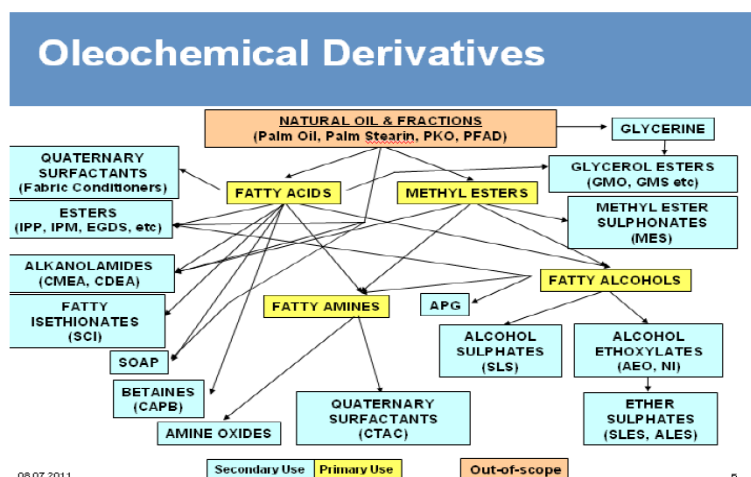 Oleochemical Derivatives
NATURAL OIL & FRACTIONS
(Palm Oil, Palm Stearin, PKO, PFAD)
GLYCERINE
QUATERNARY
SURFACTANTS
(Fabric Conditioners)
FATTY ACIDS
METHYL ESTERS
GLYCEROL ESTERS
(GMO, GMS etc)
ESTERS
(IPP, IPM, EGDS, etc)
METHYL ESTER
SULPHONATES
(MES)
ALKANOLAMIDES
(CMEA, CDEA)
FATTY ALCOHOLS
FATTY
ISETHIONATES
(SCI)
FATTY AMINES
APG
SOAP
ALCOHOL
SULPHATES
(SLS)
ALCOHOL
ETHOXYLATES
(AEO, NI)
BETAINES
(CAPB)
AMINE OXIDES
QUATERNARY
SURFACTANTS
(CTAC)
ETHER
SULPHATES
(SLES, ALES)
08.07.2011
Secondary Use
Primary Use
Out-of-scope
5